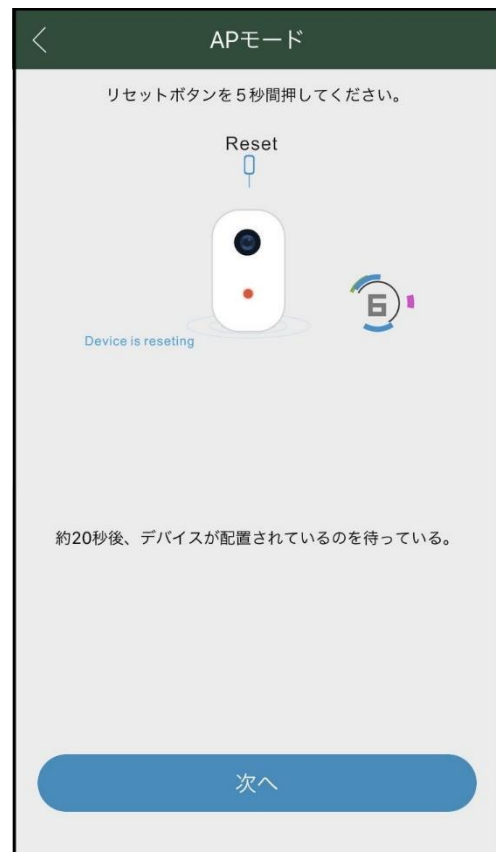 APモード
リセットボタンを5秒間押してください。
Reset
6
Device is reseting
約20秒後、デバイスが配置されているのを待っている。
次へ